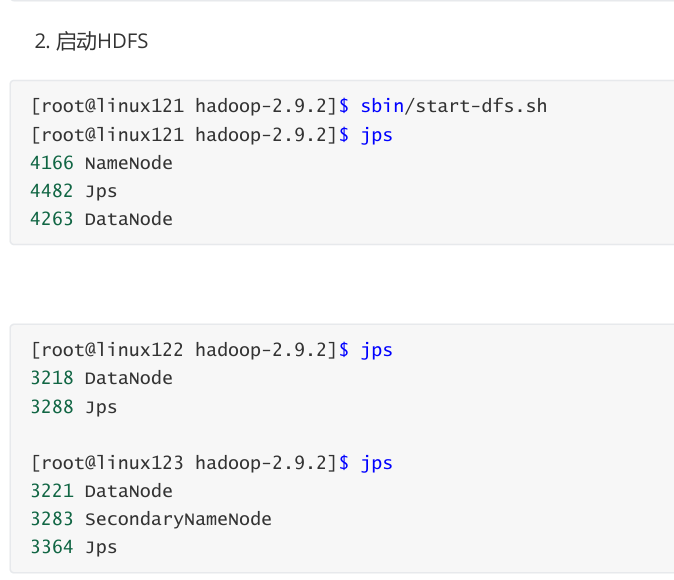 2. 启动HDFS
[root@linux121 hadoop-2.9.2]$ sbin/start-dfs.sh
[root@linux121 hadoop-2.9.2]$ jps
4166 NameNode
4482 Jps
4263 DataNode
[root@linux122 hadoop-2.9.2]$ jps
3218 DataNode
3288 Jps
[root@linux123 hadoop-2.9.2]$ jps
3221 DataNode
3283 SecondaryNameNode
3364 Jps